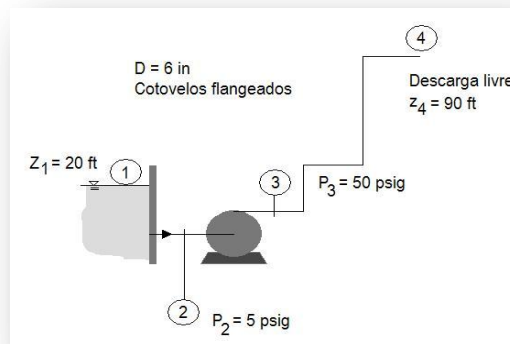 4
D = 6 in
Cotovelos flangeados
Descarga livre
z4 = 90 ft
Z1 = 20 ft
1
3
P3 = 50 psig
2
P2 = 5 psig